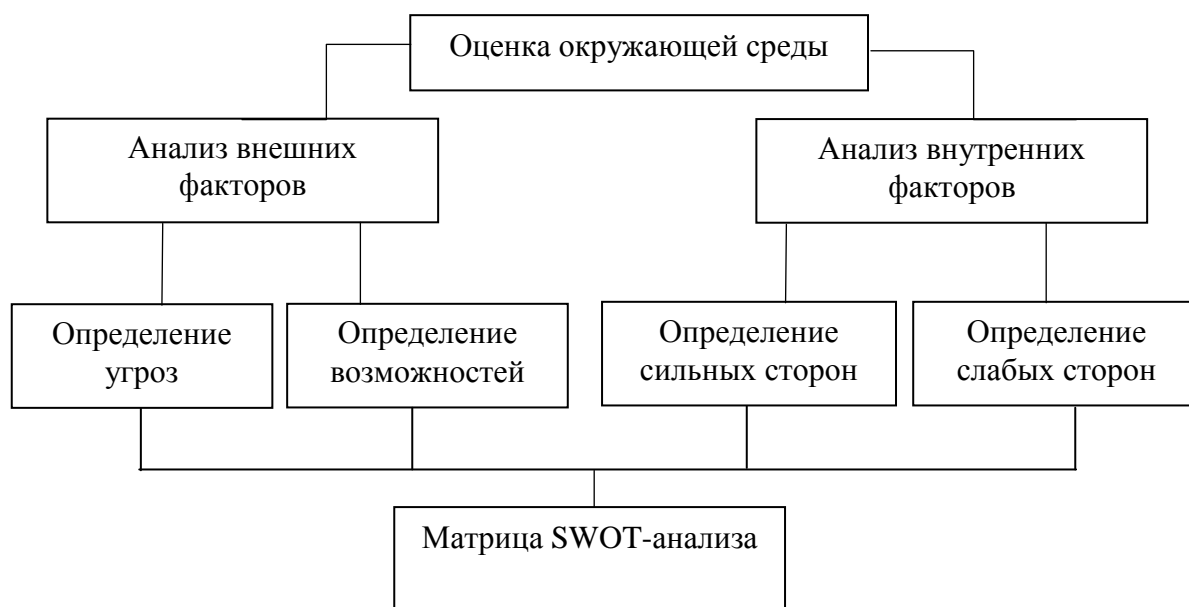 Оценка окружающей среды
Анализ внешних
факторов
Анализ внутренних
факторов
Определение
угроз
Определение
возможностей
Определение
сильных сторон
Определение
слабых сторон
Матрица SWOT-анализа